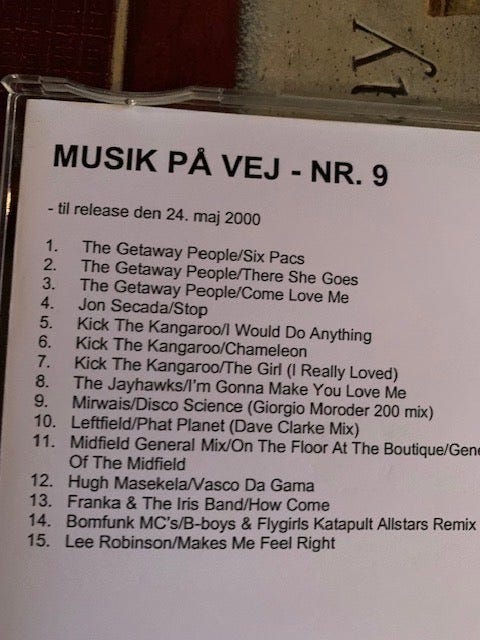 ly
MUSIK PÅ VEJ - NR. 9
- til release den 24. maj 2000
1. The Getaway People/Six Pacs
2. The Getaway People/There She Goes
3. The Getaway People/Come Love Me
4. Jon Secada/Stop
5. Kick The Kangaroo/I Would Do Anything
6. Kick The Kangaroo/Chameleon
7. Kick The Kangaroo/The Girl (I Really Loved)
8. The Jayhawks/I'm Gonna Make You Love Me
9. Mirwais/Disco Science (Giorgio Moroder 200 mix)
10. Leftfield/Phat Planet (Dave Clarke Mix)
11. Midfield General Mix/On The Floor At The Boutique/Gene
Of The Midfield
12. Hugh Masekela/Vasco Da Gama
13. Franka & The Iris Band/How Come
14. Bomfunk MC's/B-boys & Flygirls Katapult Allstars Remix
15. Lee Robinson/Makes Me Feel Right